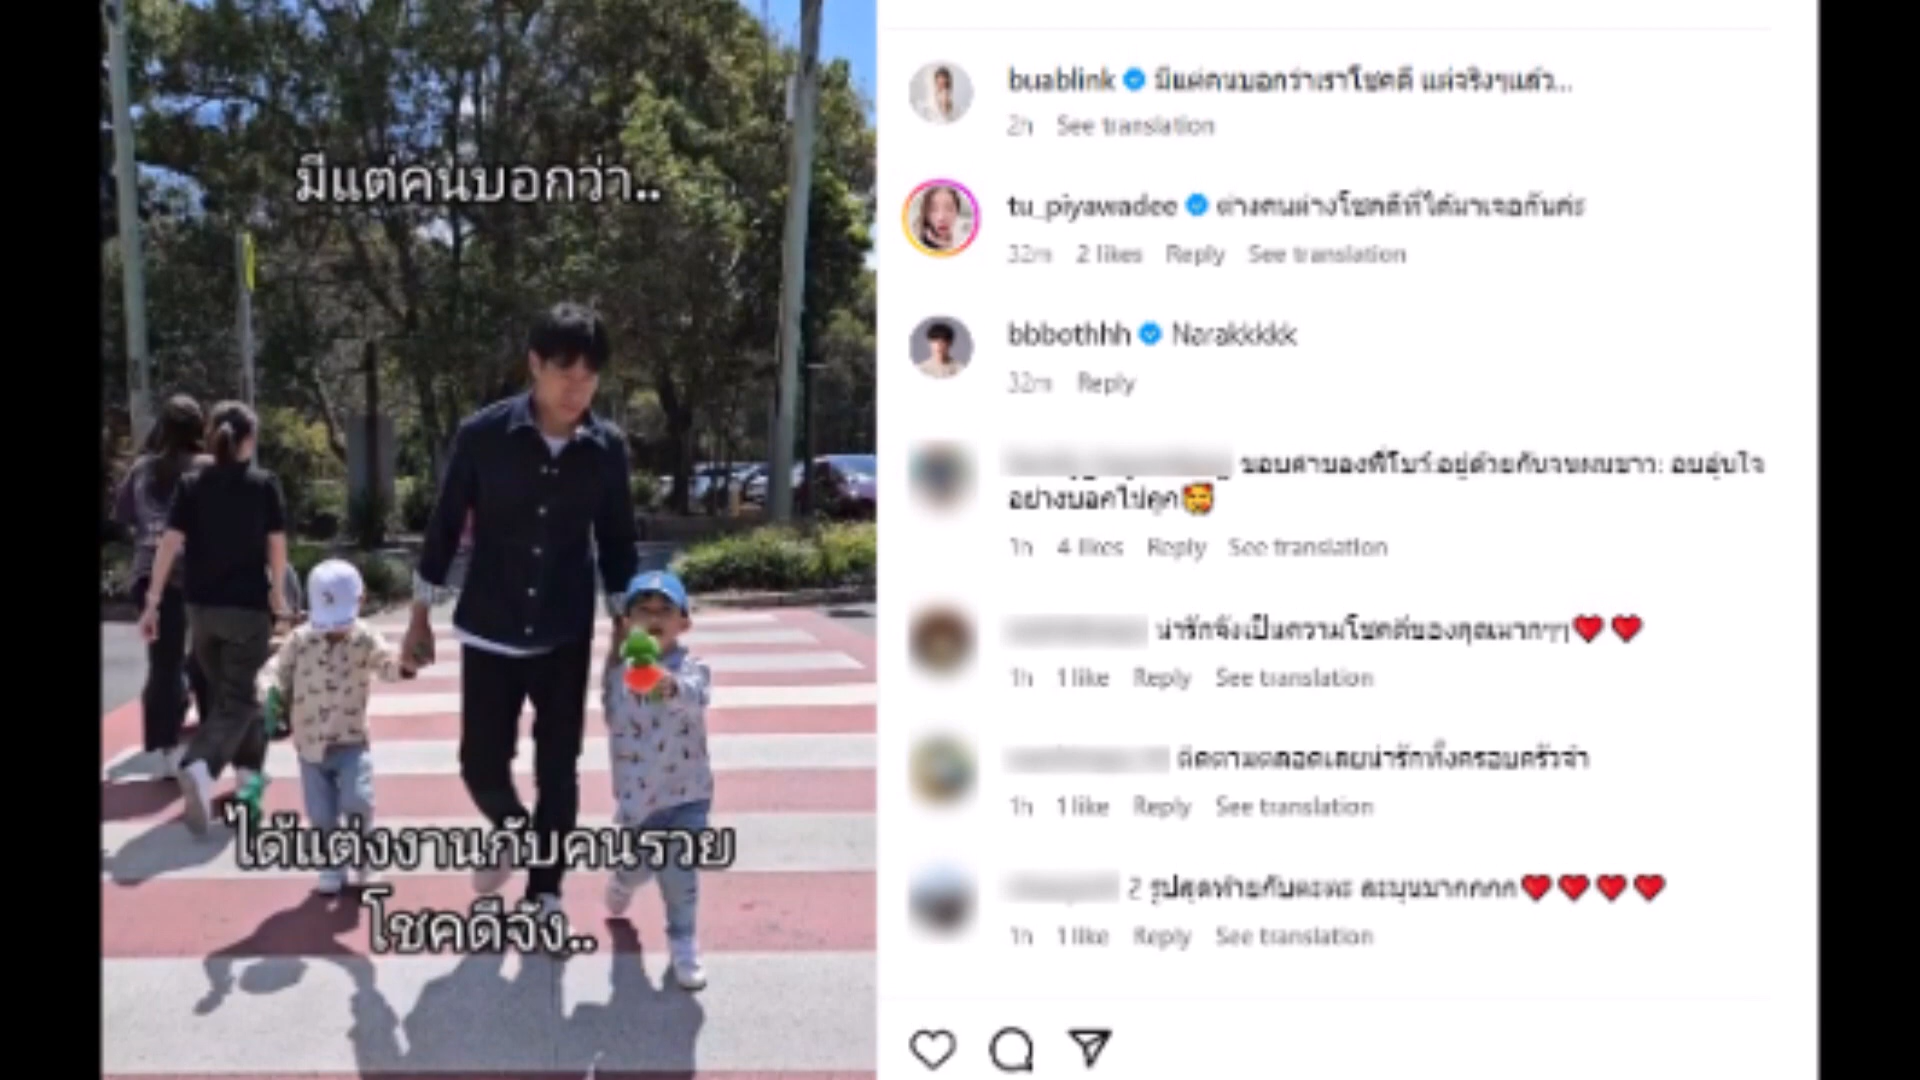 มีแต่คนบอกว่า..
ได้แต่งงานกับคนรวย
โชคดีจัง..
buablink มีแต่คนบอกว่าเราโชคดี แต่จริงๆแล้ว...
2h See translation
tu_piyawadee ต่างคนต่างโชคดีที่ได้มาเจอกันค่ะ
32m 2 likes Reply See translation
bbbothhh Narakkkkk
32m Reply
อบอุ่นใจ
1h 4 likes Reply See translation
น่ารักจังเป็นความโชคดีของคุณมากๆๆ❤️❤️
1h 1 like Reply See translation
ติดตามตลอดเลยน่ารักทั้งครอบครัวจ้า
1h 1 like Reply See translation
2 รูปสุดท้ายกับ ละมุนมากกกก❤️❤️❤️❤️
1h 1 like Reply See translation